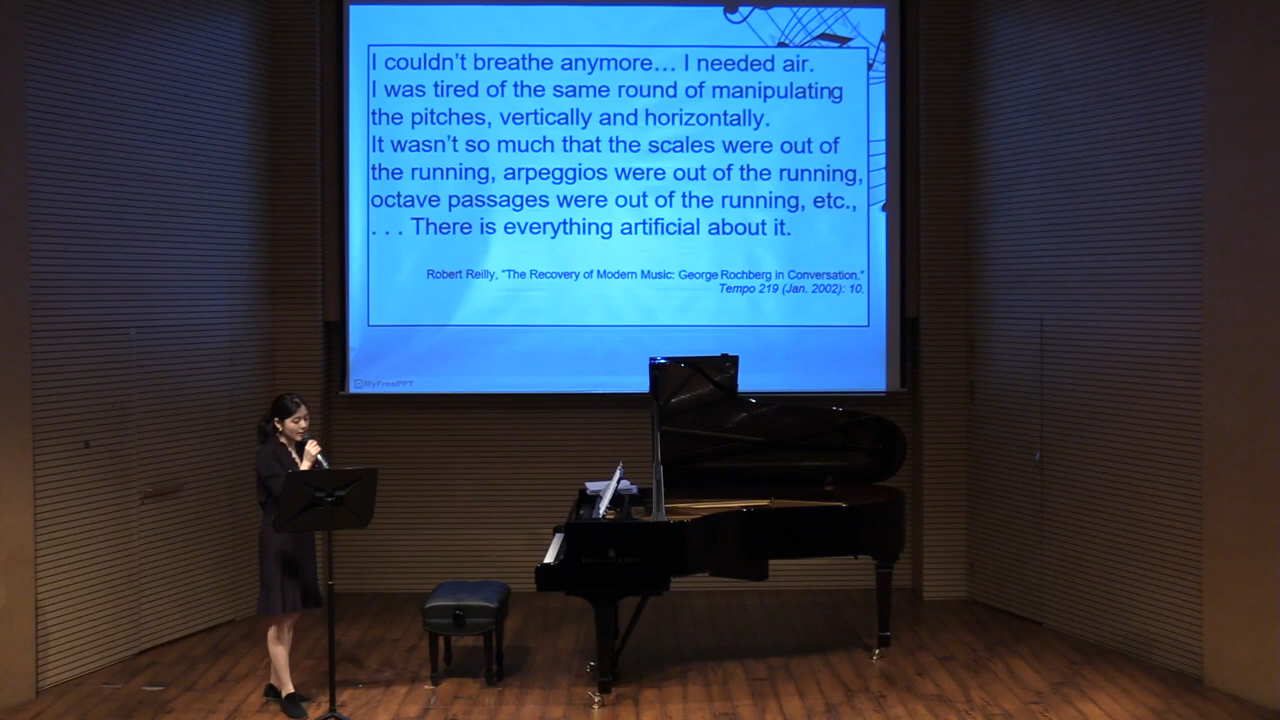 I couldn't breathe anymore… I needed air.
I was tired of the same round of manipulating
the pitches, vertically and horizontally.
It wasn't so much that the scales were out of
the running, arpeggios were out of the running,
octave passages were out of the running, etc.,
. . . There is everything artificial about it.
Robert Reilly, "The Recovery of Modern Music: George Rochberg in Conversation."
Tempo 219 (Jan. 2002): 10.
MyFreePPT